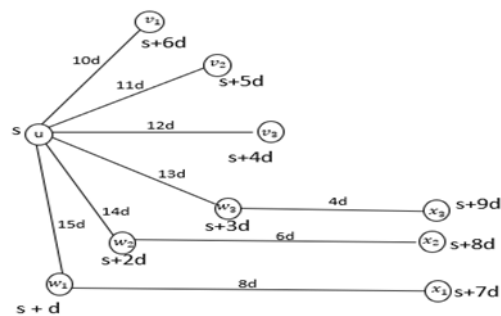 v₁
s+6d
10d
v₂
s+5d
11d
s u
12d
v₃
s+4d
13d
w₃
s+3d
4d
x₃
s+9d
14d
15d
w₂
s+2d
6d
x₂
s+8d
w₁
s + d
8d
x₁
s+7d